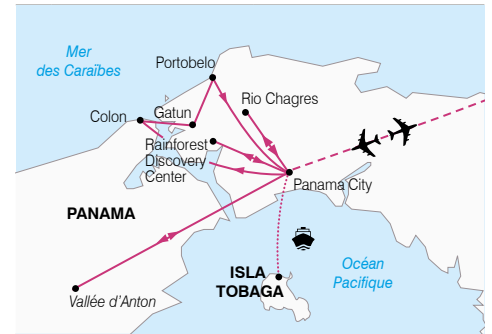 Mer
des Caraïbes
Portobelo
Rio Chagres
Colon
Gatun
Rainforest
Discovery
Center
Panama City
PANAMA
Vallée d'Anton
ISLA
TOBAGA
Océan
Pacifique